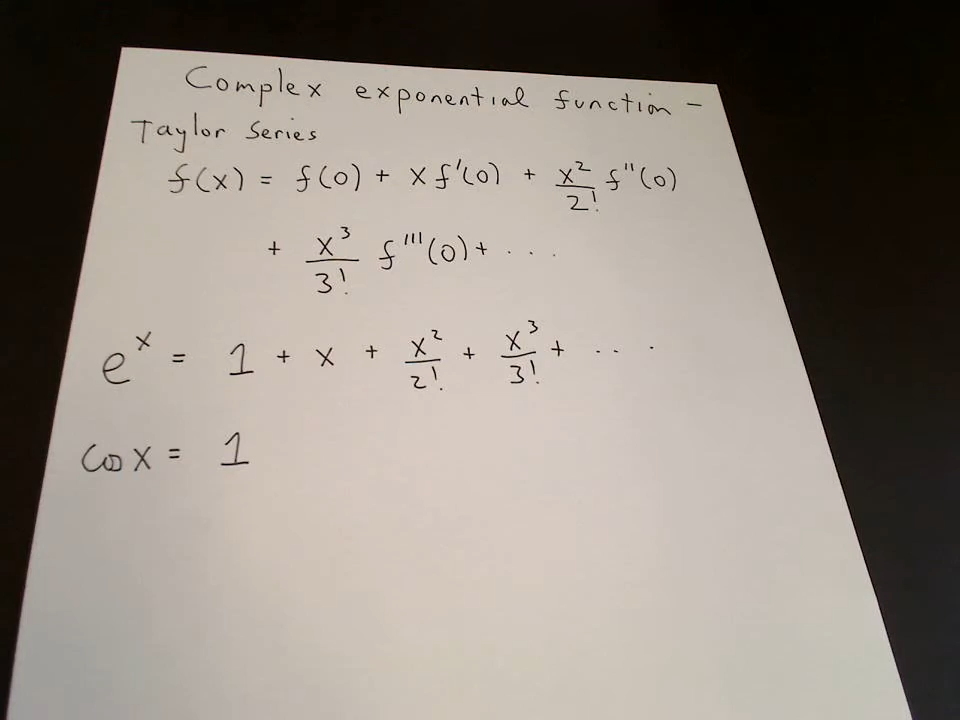 Complex exponential function -
Taylor Series
f(x) = f(0) + x f'(0) + x²/2! f''(0)
+ x³/3! f'''(0) + ....
eˣ = 1 + x + x²/2! + x³/3! + ...
cos x = 1